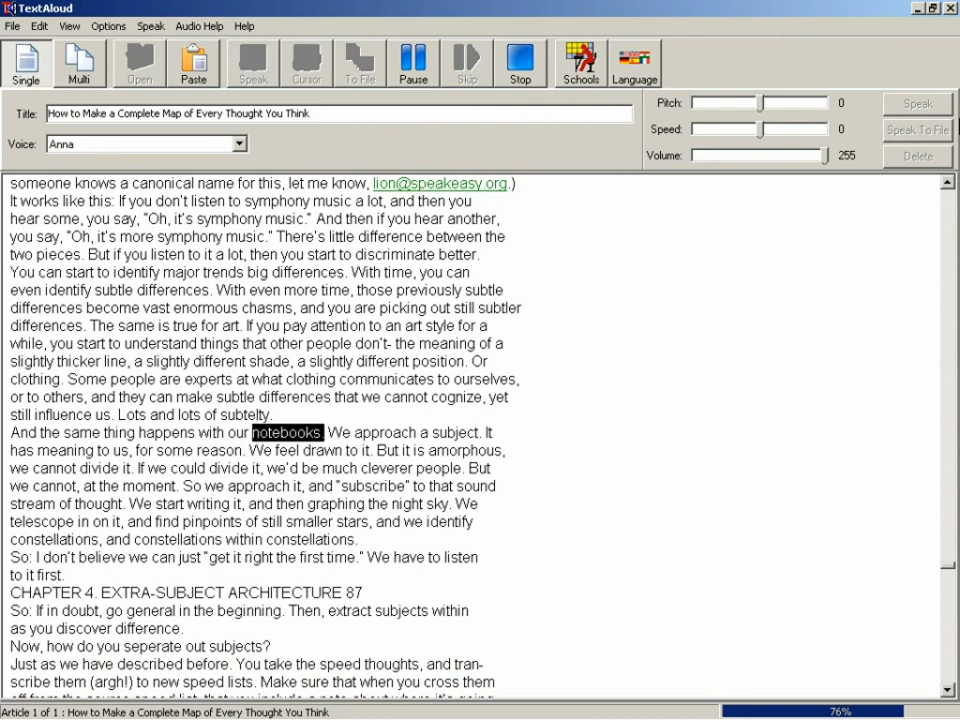 TextAloud
File Edit View Options Speak Audio Help Help
Single Multi Open Paste Speak Cursor To File Pause Skip Stop Schools Language
Title: How to Make a Complete Map of Every Thought You Think
Voice: Anna
Pitch: 0 Speak
Speed: 0 Speak To File
Volume: 255 Delete
someone knows a canonical name for this, let me know, lion@speakeasy.org.)
It works like this: If you don't listen to symphony music a lot, and then you
hear some, you say, "Oh, it's symphony music." And then if you hear another,
you say, "Oh, it's more symphony music." There's little difference between the
two pieces. But if you listen to it a lot, then you start to discriminate better.
You can start to identify major trends big differences. With time, you can
even identify subtle differences. With even more time, those previously subtle
differences become vast enormous chasms, and you are picking out still subtler
differences. The same is true for art. If you pay attention to an art style for a
while, you start to understand things that other people don't- the meaning of a
slightly thicker line, a slightly different shade, a slightly different position. Or
clothing. Some people are experts at what clothing communicates to ourselves,
or to others, and they can make subtle differences that we cannot cognize, yet
still influence us. Lots and lots of subtelty.
And the same thing happens with our notebooks. We approach a subject. It
has meaning to us, for some reason. We feel drawn to it. But it is amorphous,
we cannot divide it. If we could divide it, we'd be much cleverer people. But
we cannot, at the moment. So we approach it, and "subscribe" to that sound
stream of thought. We start writing it, and then graphing the night sky. We
telescope in on it, and find pinpoints of still smaller stars, and we identify
constellations, and constellations within constellations.
So: I don't believe we can just "get it right the first time." We have to listen
to it first.
CHAPTER 4. EXTRA-SUBJECT ARCHITECTURE 87
So: If in doubt, go general in the beginning. Then, extract subjects within
as you discover difference.
Now, how do you seperate out subjects?
Just as we have described before. You take the speed thoughts, and tran-
scribe them (argh!) to new speed lists. Make sure that when you cross them
off from the source speed list, that you include a note about where it's going
Article 1 of 1 : How to Make a Complete Map of Every Thought You Think 76%